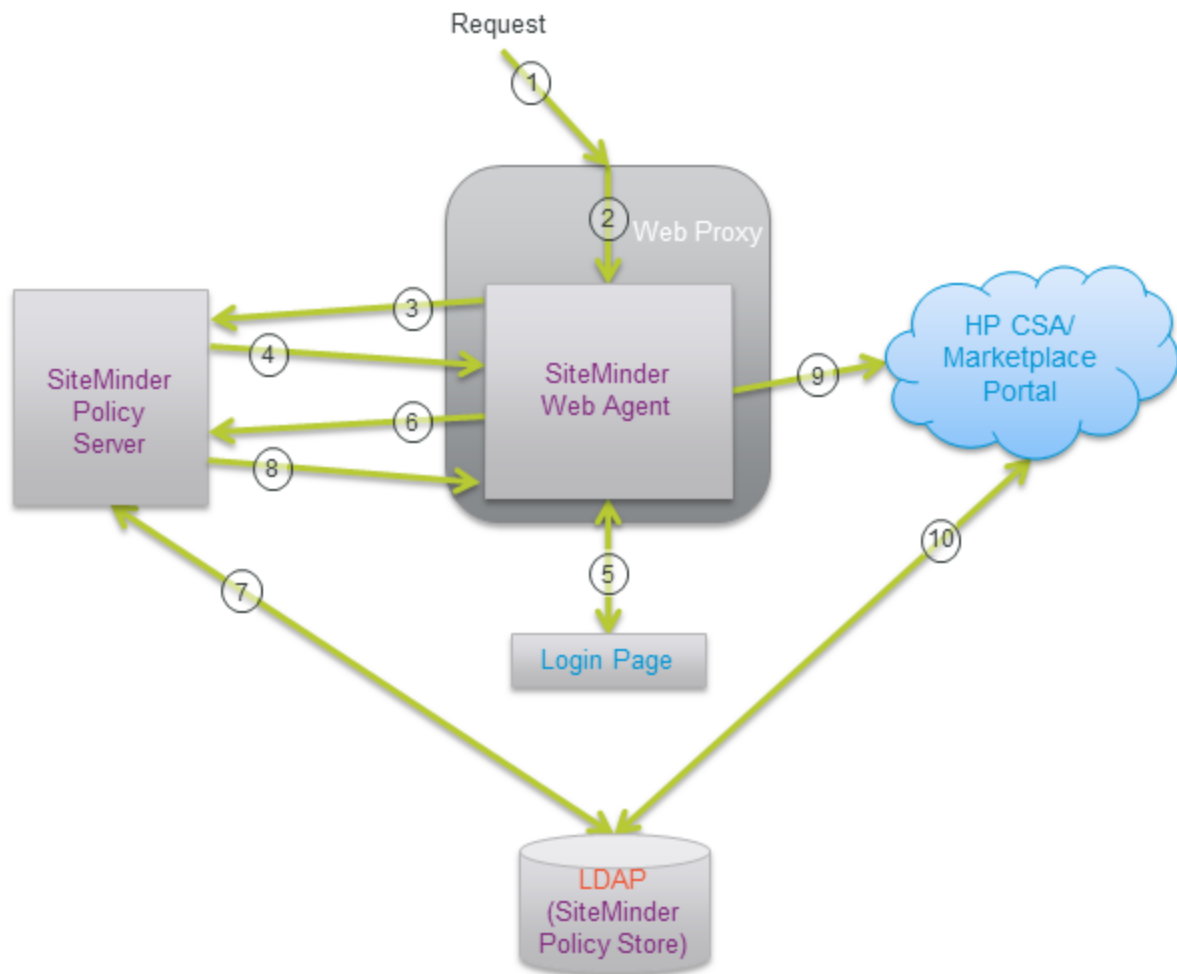 Request
1
2
Web Proxy
3
4
SiteMinder
Policy
Server
SiteMinder
Web Agent
6
8
9
HP CSA/
Marketplace
Portal
5
10
7
Login Page
LDAP
(SiteMinder
Policy Store)